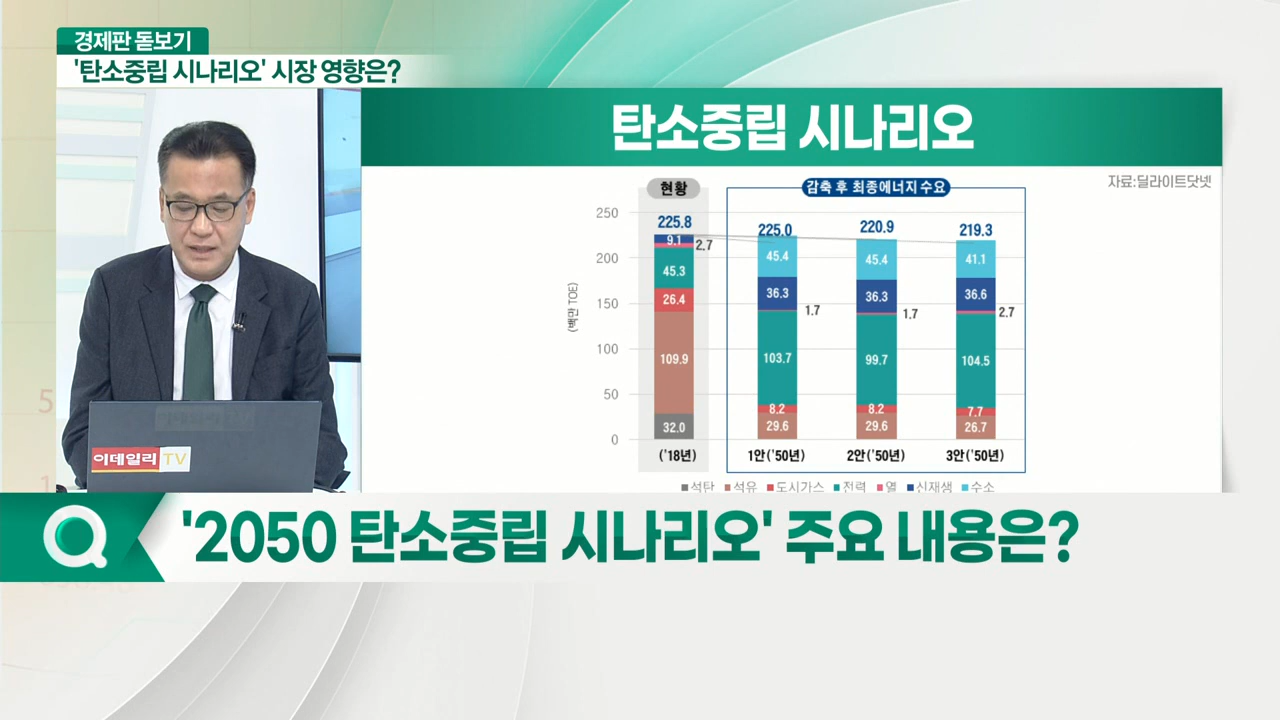 경제판 돋보기
'탄소중립 시나리오' 시장 영향은?
탄소중립 시나리오
자료:딜라이트닷넷
현황
감축 후 최종에너지 수요
(백만 TOE)
250
200
150
100
50
0
225.8
9.1
2.7
45.3
26.4
109.9
32.0
('18년)
225.0
45.4
36.3
1.7
103.7
8.2
29.6
1안('50년)
220.9
45.4
36.3
1.7
99.7
8.2
29.6
2안('50년)
219.3
41.1
36.6
2.7
104.5
7.7
26.7
3안('50년)
석탄 석유 도시가스 전력 열 신재생 수소
이데일리 TV
'2050 탄소중립 시나리오' 주요 내용은?